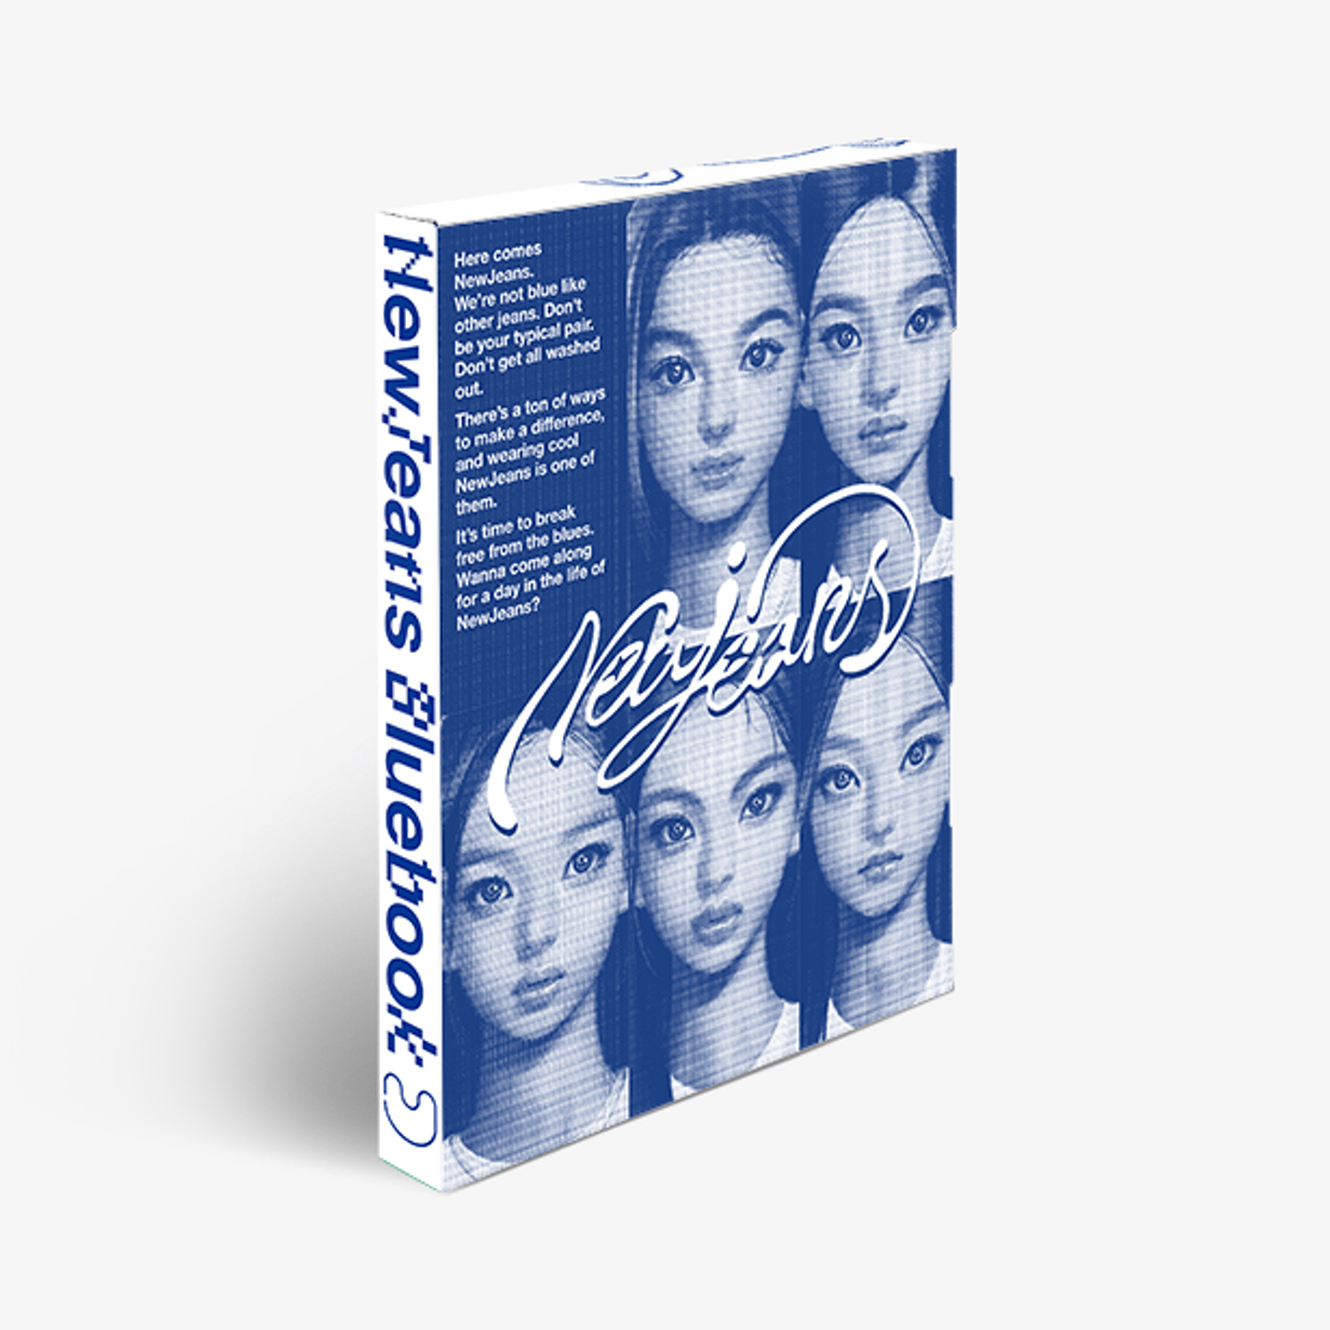 NewJeans Bluebook
Here comes
NewJeans.
We're not blue like
other jeans. Don't
be your typical pair.
Don't get all washed
out.
There's a ton of ways
to make a difference,
and wearing cool
NewJeans is one of
them.
It's time to break
free from the blues.
Wanna come along
for a day in the life of
NewJeans?
NewJeans